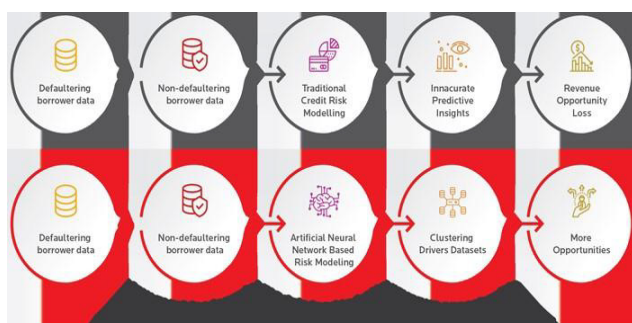 Defaultering
borrower data
Non-defaultering
borrower data
Traditional
Credit Risk
Modelling
Innacurate
Predictive
Insights
Revenue
Opportunity
Loss
Defaultering
borrower data
Non-defaultering
borrower data
Artificial Neural
Network Based
Risk Modeling
Clustering
Drivers Datasets
More
Opportunities